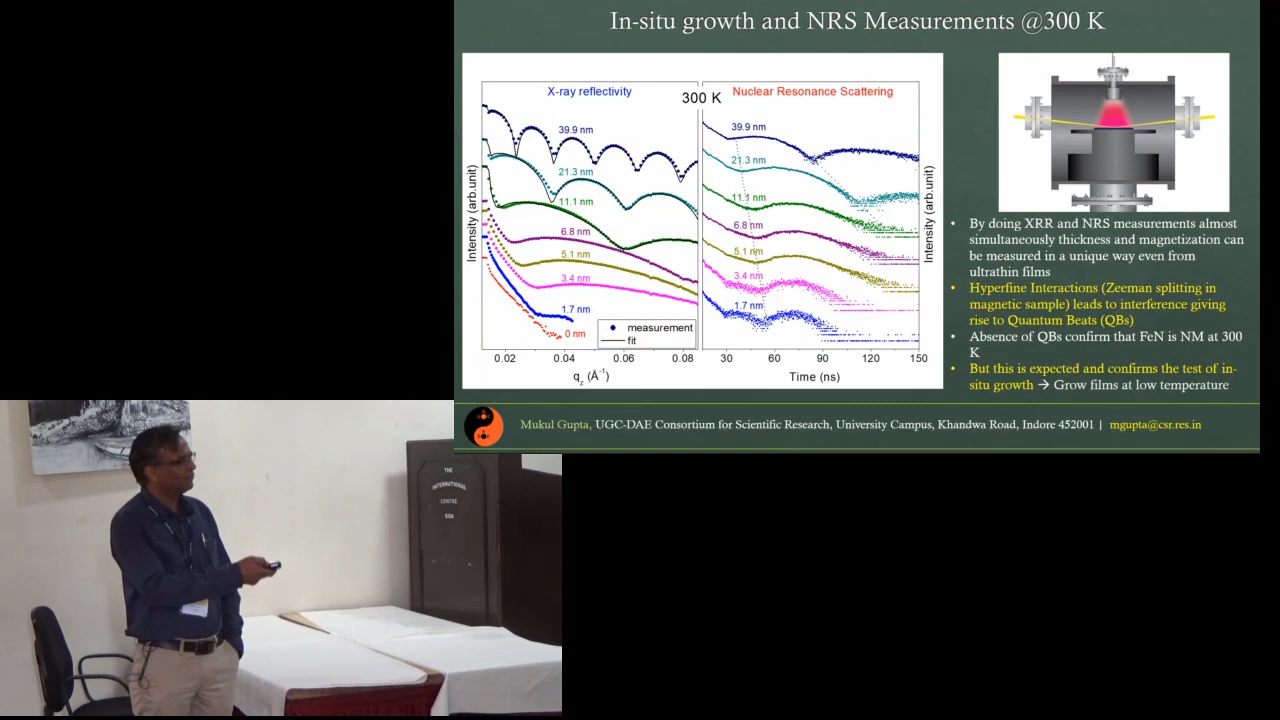 In-situ growth and NRS Measurements @300 K
X-ray reflectivity
300 K
Nuclear Resonance Scattering
39.9 nm
21.3 nm
11.1 nm
6.8 nm
5.1 nm
3.4 nm
1.7 nm
0 nm
measurement
fit
Intensity (arb.unit)
0.02
0.04
0.06
0.08
qz (Å-1)
39.9 nm
21.3 nm
11.1 nm
6.8 nm
5.1 nm
3.4 nm
1.7 nm
Intensity (arb.unit)
30
60
90
120
150
Time (ns)
• By doing XRR and NRS measurements almost
simultaneously thickness and magnetization can
be measured in a unique way even from
ultrathin films
• Hyperfine Interactions (Zeeman splitting in
magnetic sample) leads to interference giving
rise to Quantum Beats (QBs)
• Absence of QBs confirm that FeN is NM at 300
K
• But this is expected and confirms the test of in-
situ growth → Grow films at low temperature
Mukul Gupta, UGC-DAE Consortium for Scientific Research, University Campus, Khandwa Road, Indore 452001 | mgupta@csr.res.in
THE
INTERNATIONAL
CENTRE
GOA